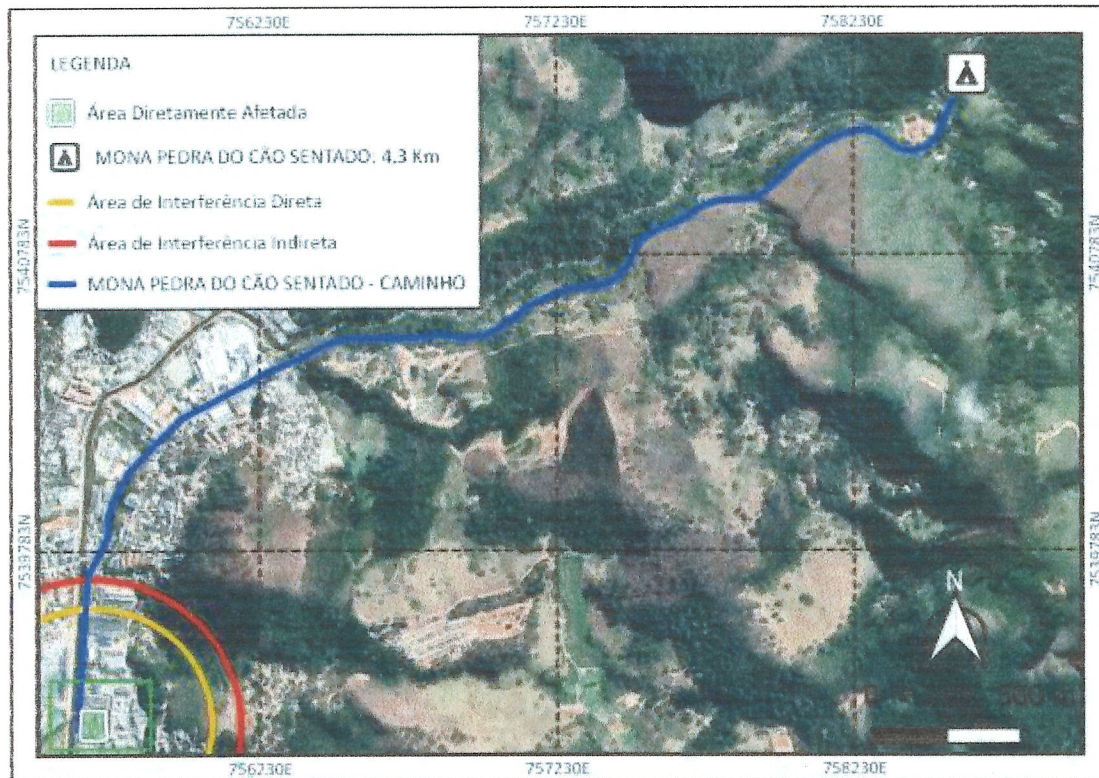 756230E 757230E 758230E
LEGENDA
Área Diretamente Afetada
MONA PEDRA DO CÃO SENTADO: 4.3 Km
Área de Interferência Direta
Área de Interferência Indireta
MONA PEDRA DO CÃO SENTADO - CAMINHO
7540783N
7540783N
7539783N
7539783N
N
756230E 757230E 758230E